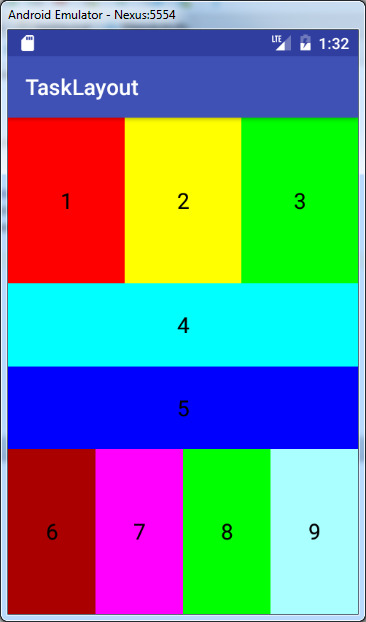 Android Emulator - Nexus:5554
LTE 1:32
TaskLayout
1 2 3
4
5
6 7 8 9